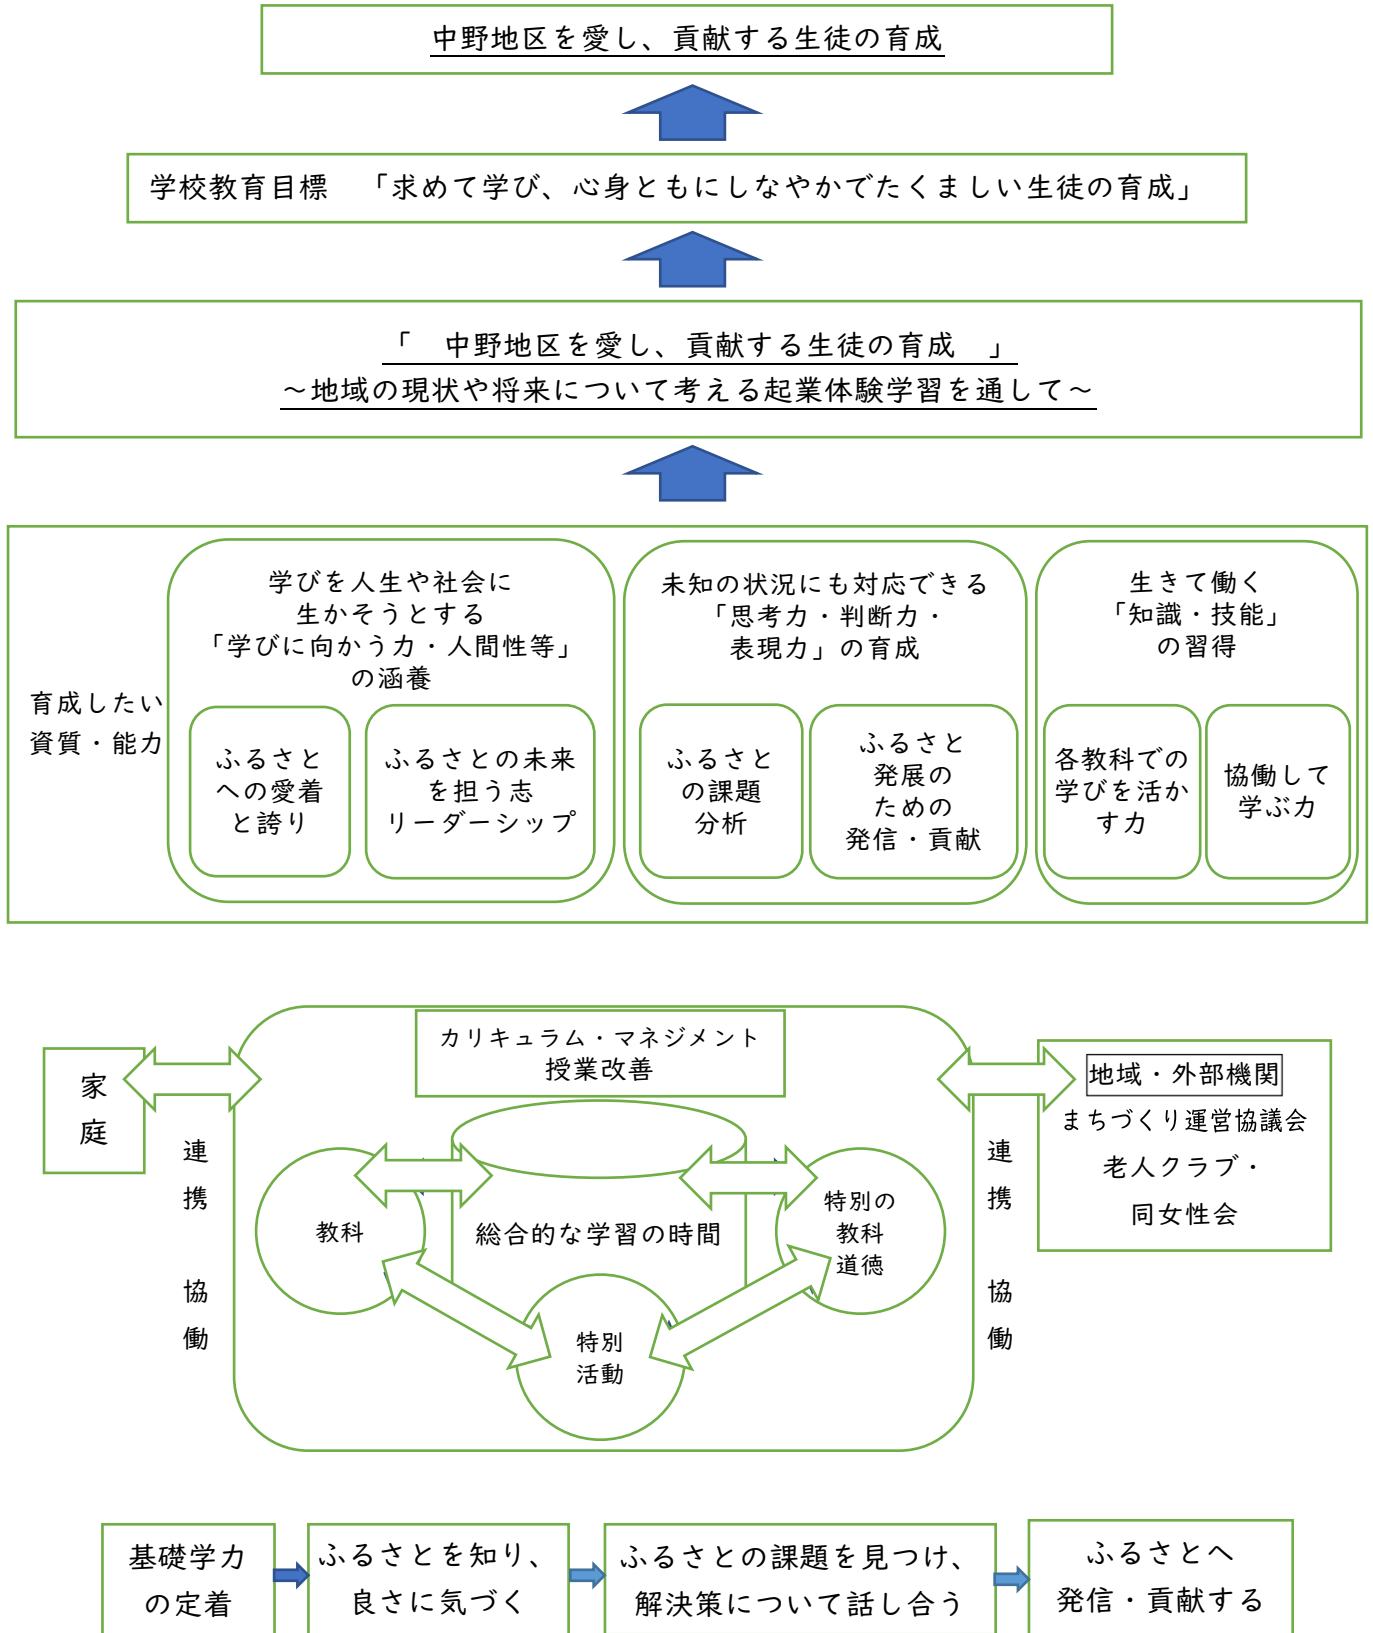 中野地区を愛し、貢献する生徒の育成
学校教育目標　「求めて学び、心身ともにしなやかでたくましい生徒の育成」
「　中野地区を愛し、貢献する生徒の育成　」
～地域の現状や将来について考える起業体験学習を通して～
育成したい
資質・能力
学びを人生や社会に
生かそうとする
「学びに向かう力・人間性等」
の涵養
ふるさと
への愛着
と誇り
ふるさとの未来
を担う志
リーダーシップ
未知の状況にも対応できる
「思考力・判断力・
表現力」の育成
ふるさと
の課題
分析
ふるさと
発展の
ための
発信・貢献
生きて働く
「知識・技能」
の習得
各教科での
学びを活か
す力
協働して
学ぶ力
家
庭
連
携
協
働
カリキュラム・マネジメント
授業改善
教科
総合的な学習の時間
特別の
教科
道徳
特別
活動
連
携
協
働
地域・外部機関
まちづくり運営協議会
老人クラブ・
同女性会
基礎学力
の定着
ふるさとを知り、
良さに気づく
ふるさとの課題を見つけ、
解決策について話し合う
ふるさとへ
発信・貢献する